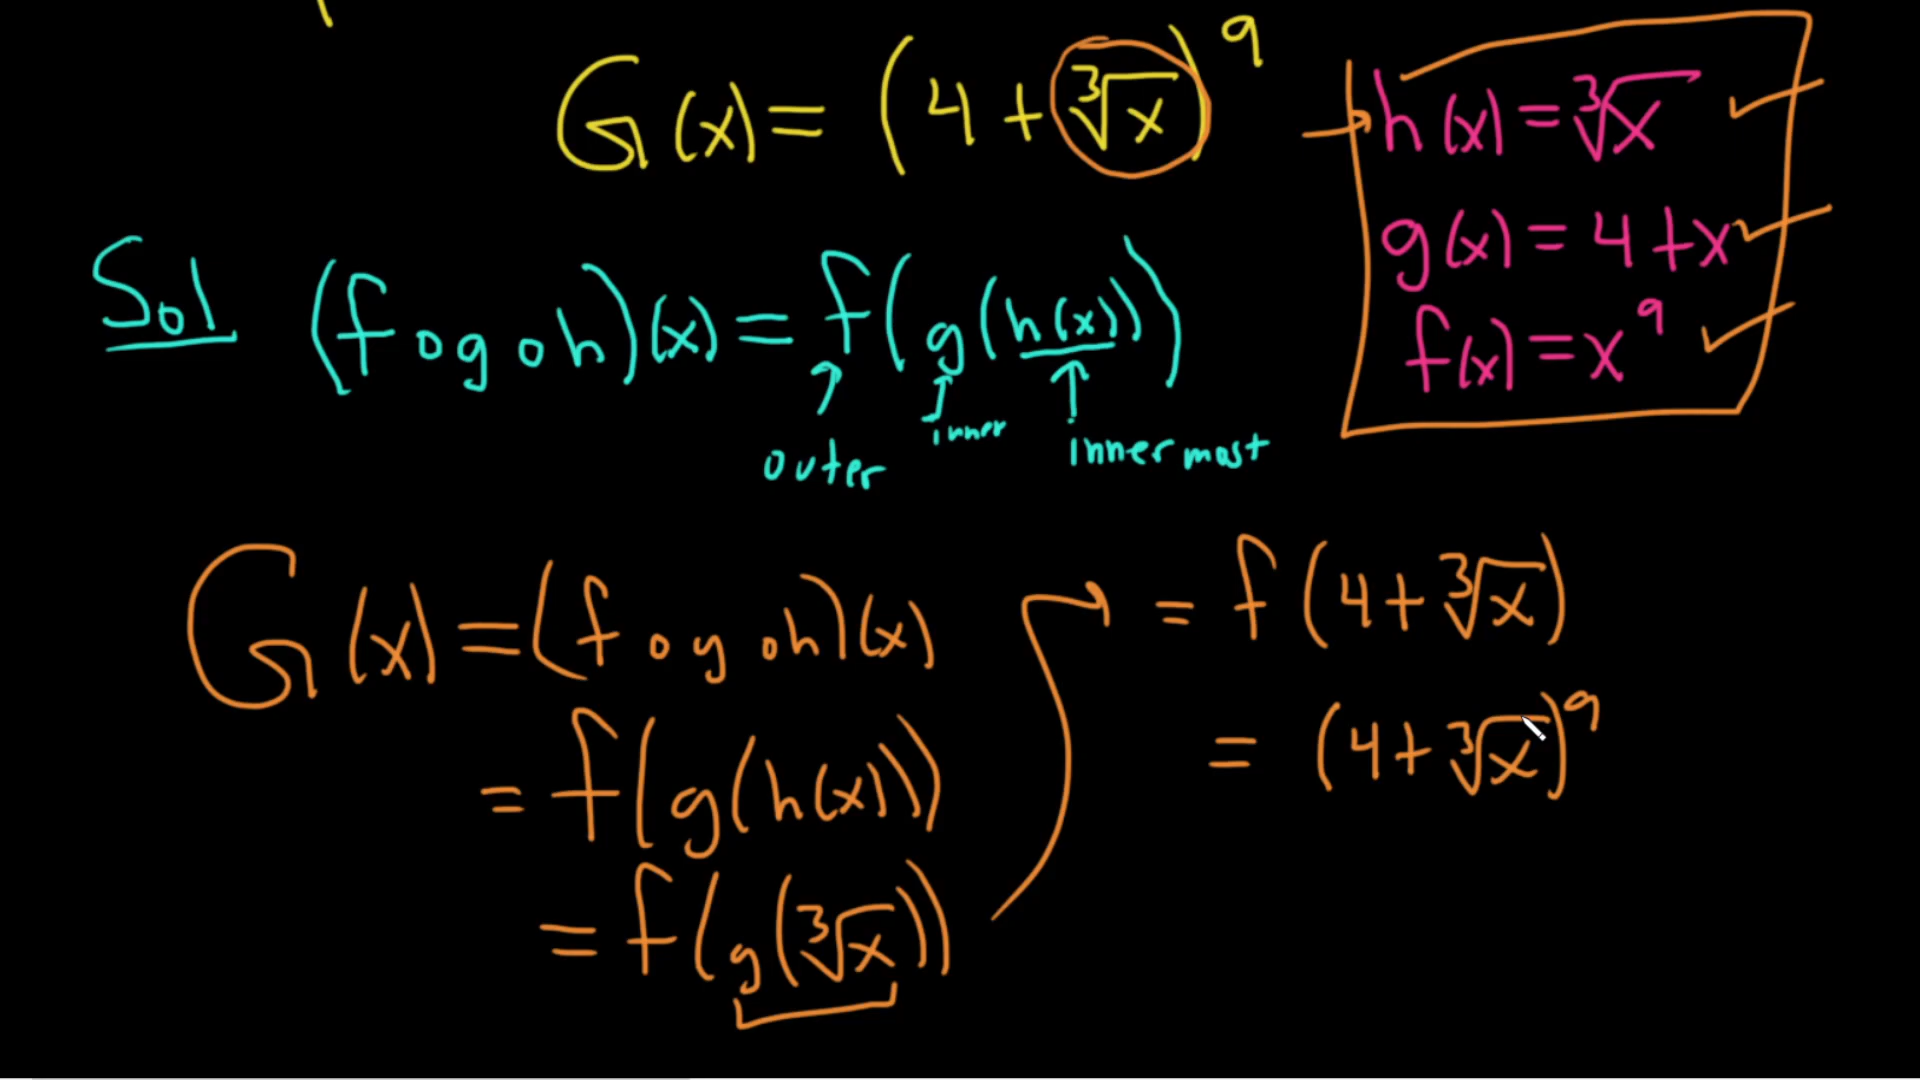 G(x) = (4 + ∛x)⁹
h(x) = ∛x ✓
g(x) = 4 + x ✓
f(x) = x⁹ ✓
Sol (f o g o h)(x) = f(g(h(x)))
outer inner innermost
G(x) = (f o g o h)(x)
= f(g(h(x)))
= f(g(∛x))
= f(4 + ∛x)
= (4 + ∛x)⁹